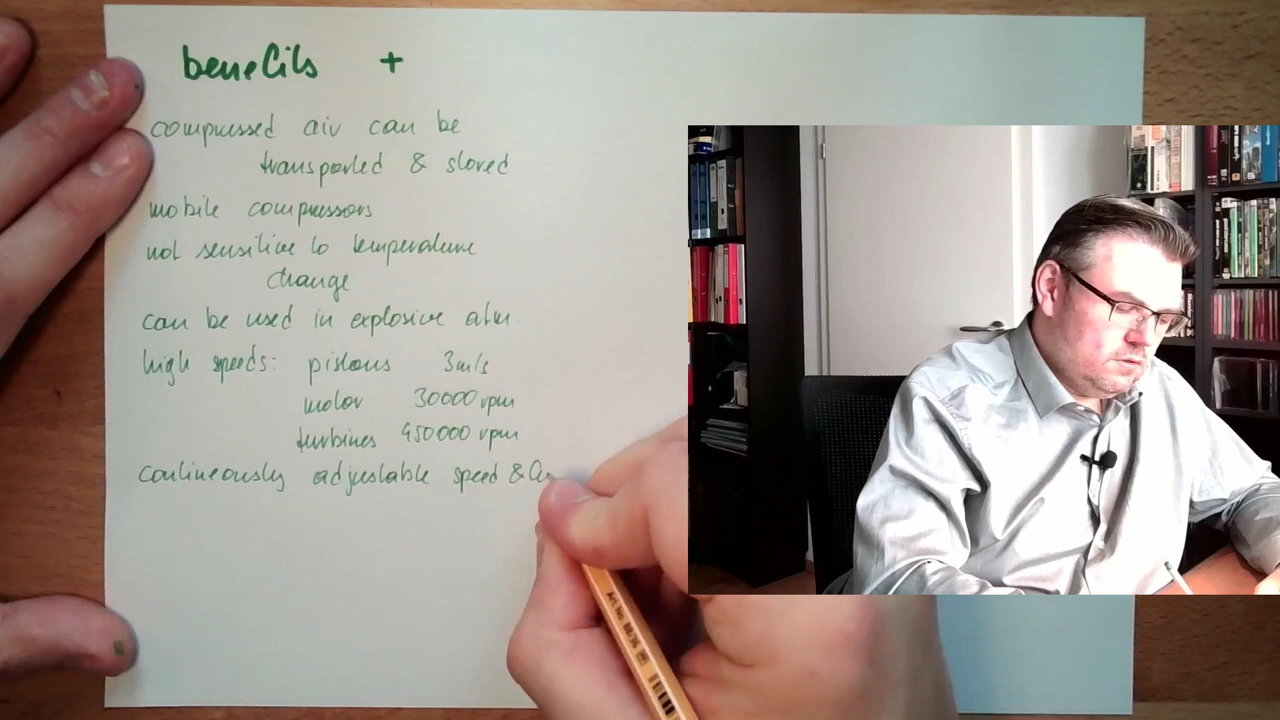 benefits +
compressed air can be
transported & stored
mobile compressors
not sensitive to temperature
change
can be used in explosive atm.
high speeds: pistons 3m/s
motor 30000 rpm
turbines 450000 rpm
contineously adjustable speed &